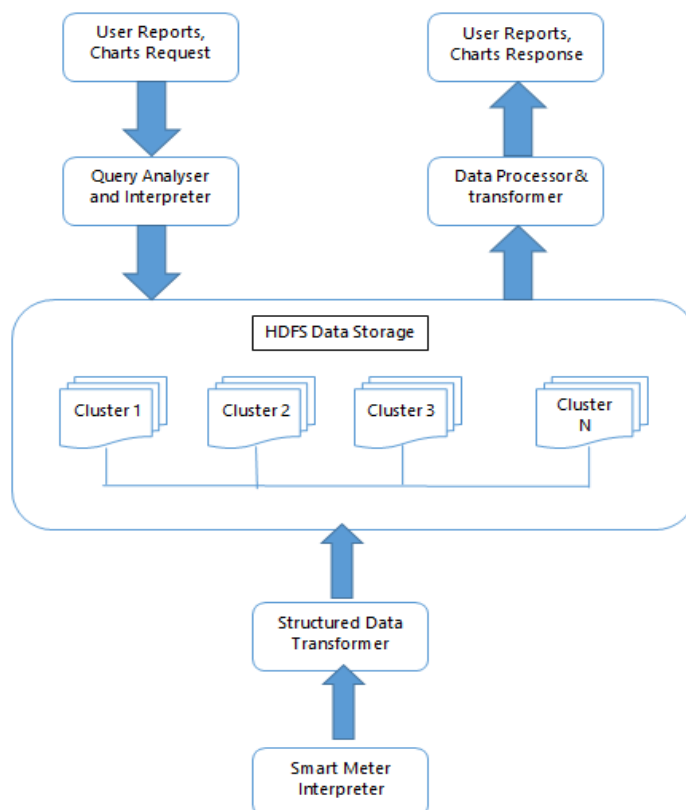 User Reports,
Charts Request
User Reports,
Charts Response
Query Analyser
and Interpreter
Data Processor&
transformer
HDFS Data Storage
Cluster 1
Cluster 2
Cluster 3
Cluster
N
Structured Data
Transformer
Smart Meter
Interpreter